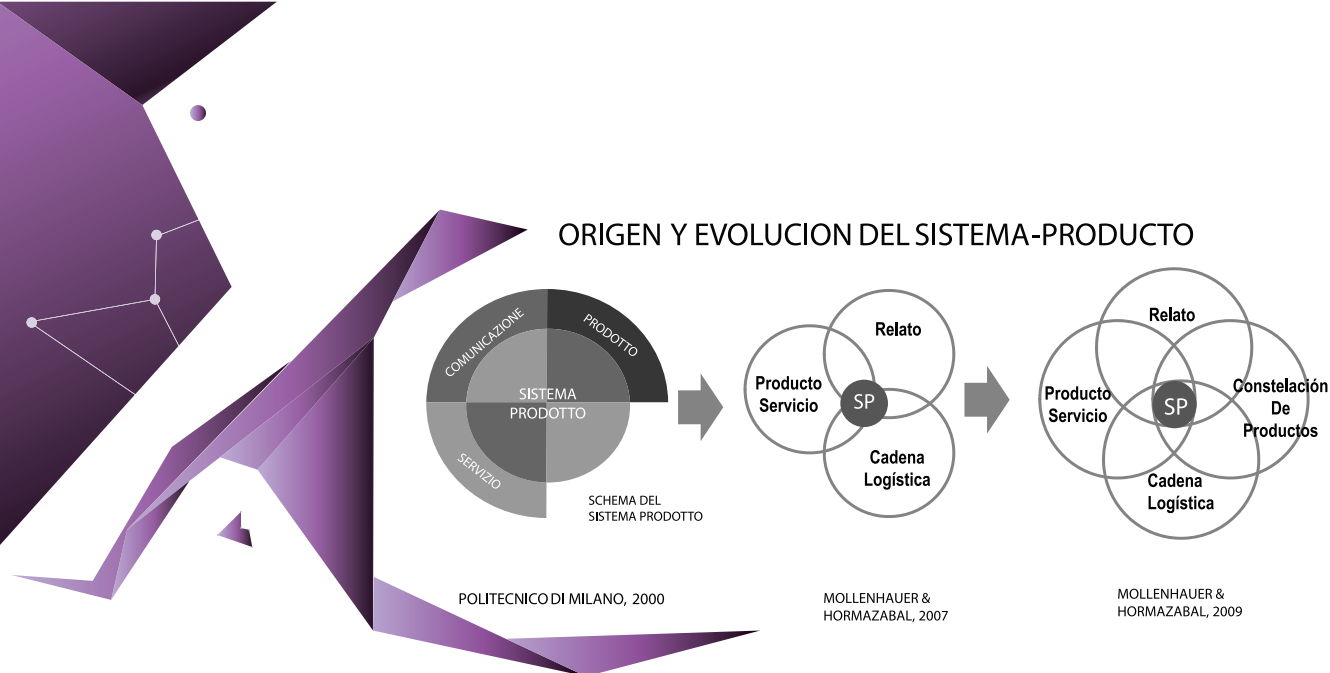 ORIGEN Y EVOLUCION DEL SISTEMA-PRODUCTO
COMUNICAZIONE
PRODOTTO
SISTEMA
PRODOTTO
SERVIZIO
SCHEMA DEL
SISTEMA PRODOTTO
POLITECNICO DI MILANO, 2000
Relato
Producto
Servicio
SP
Cadena
Logística
MOLLENHAUER &
HORMAZABAL, 2007
Relato
Producto
Servicio
SP
Constelación
De
Productos
Cadena
Logística
MOLLENHAUER &
HORMAZABAL, 2009